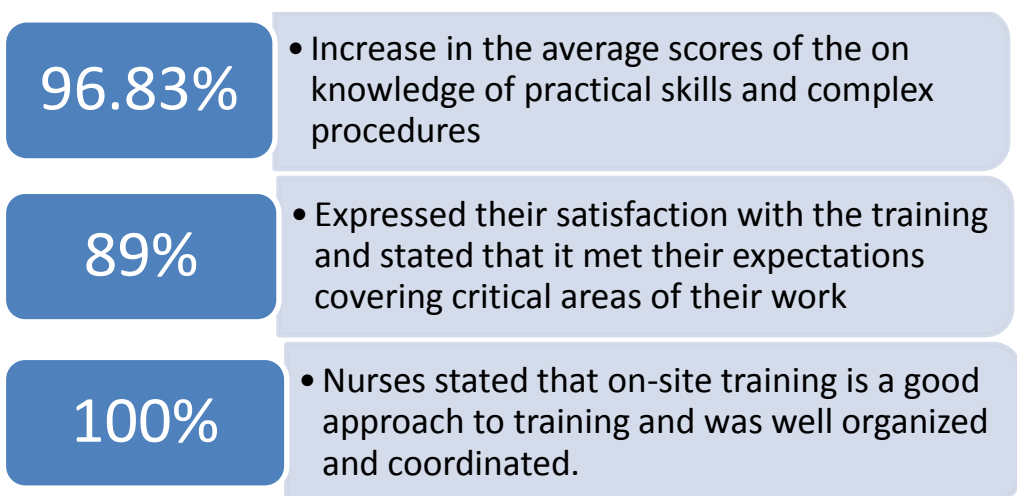 96.83%
• Increase in the average scores of the on
knowledge of practical skills and complex
procedures
89%
• Expressed their satisfaction with the training
and stated that it met their expectations
covering critical areas of their work
100%
• Nurses stated that on-site training is a good
approach to training and was well organized
and coordinated.